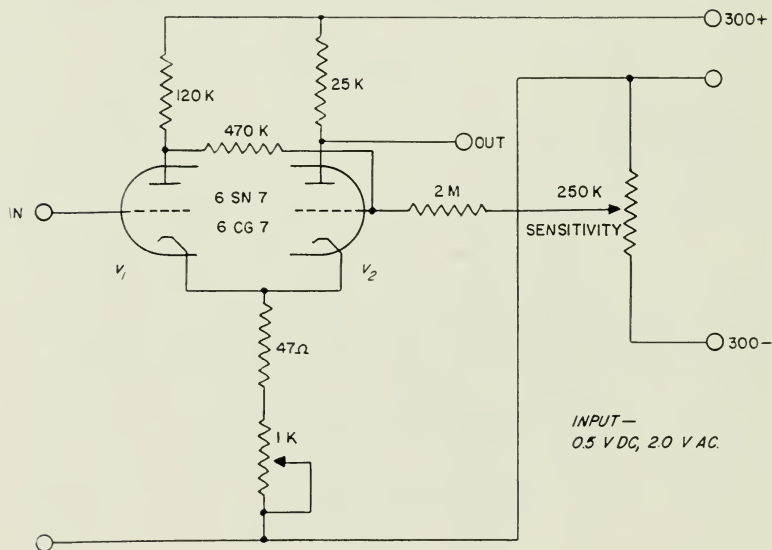 300+
120 K
25 K
470 K
OUT
IN
6 SN 7
6 CG 7
2 M
250 K
SENSITIVITY
V1
V2
47Ω
300-
1 K
INPUT—
0.5 V DC, 2.0 V AC.